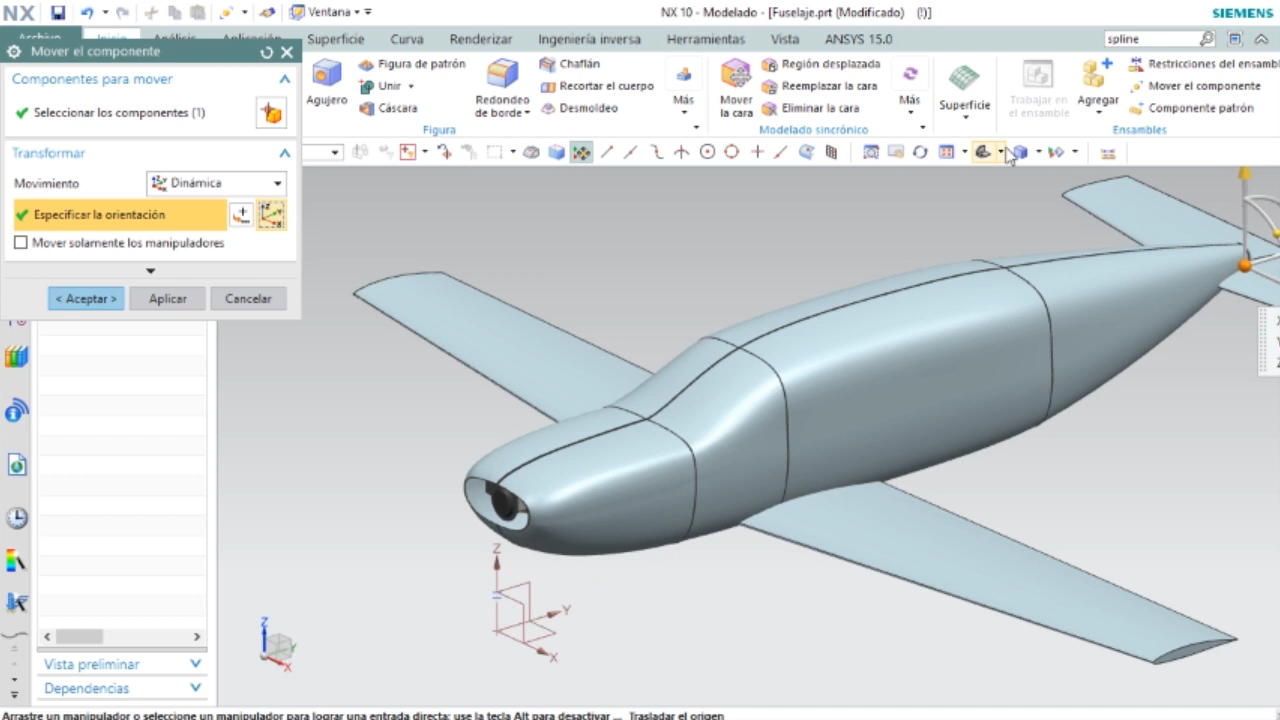 NX
Ventana
NX 10 - Modelado - [Fuselaje.prt (Modificado) (!)]
SIEMENS
Archivo
Inicio
Análisis
Aplicación
Superficie
Curva
Renderizar
Ingeniería inversa
Herramientas
Vista
ANSYS 15.0
spline
Mover el componente
Componentes para mover
Seleccionar los componentes (1)
Transformar
Movimiento
Dinámica
Especificar la orientación
Mover solamente los manipuladores
< Aceptar >
Aplicar
Cancelar
Agujero
Figura de patrón
Unir
Cáscara
Redondeo
de borde
Chaflán
Recortar el cuerpo
Desmoldeo
Más
Figura
Mover
la cara
Región desplazada
Reemplazar la cara
Eliminar la cara
Más
Modelado sincrónico
Superficie
Trabajar en
el ensamble
Agregar
Restricciones del ensambl
Mover el componente
Componente patrón
Ensambles
Z
Y
X
Z
Y
X
Vista preliminar
Dependencias
Arrastre un manipulador o seleccione un manipulador para lograr una entrada directa; use la tecla Alt para desactivar ... Trasladar el origen